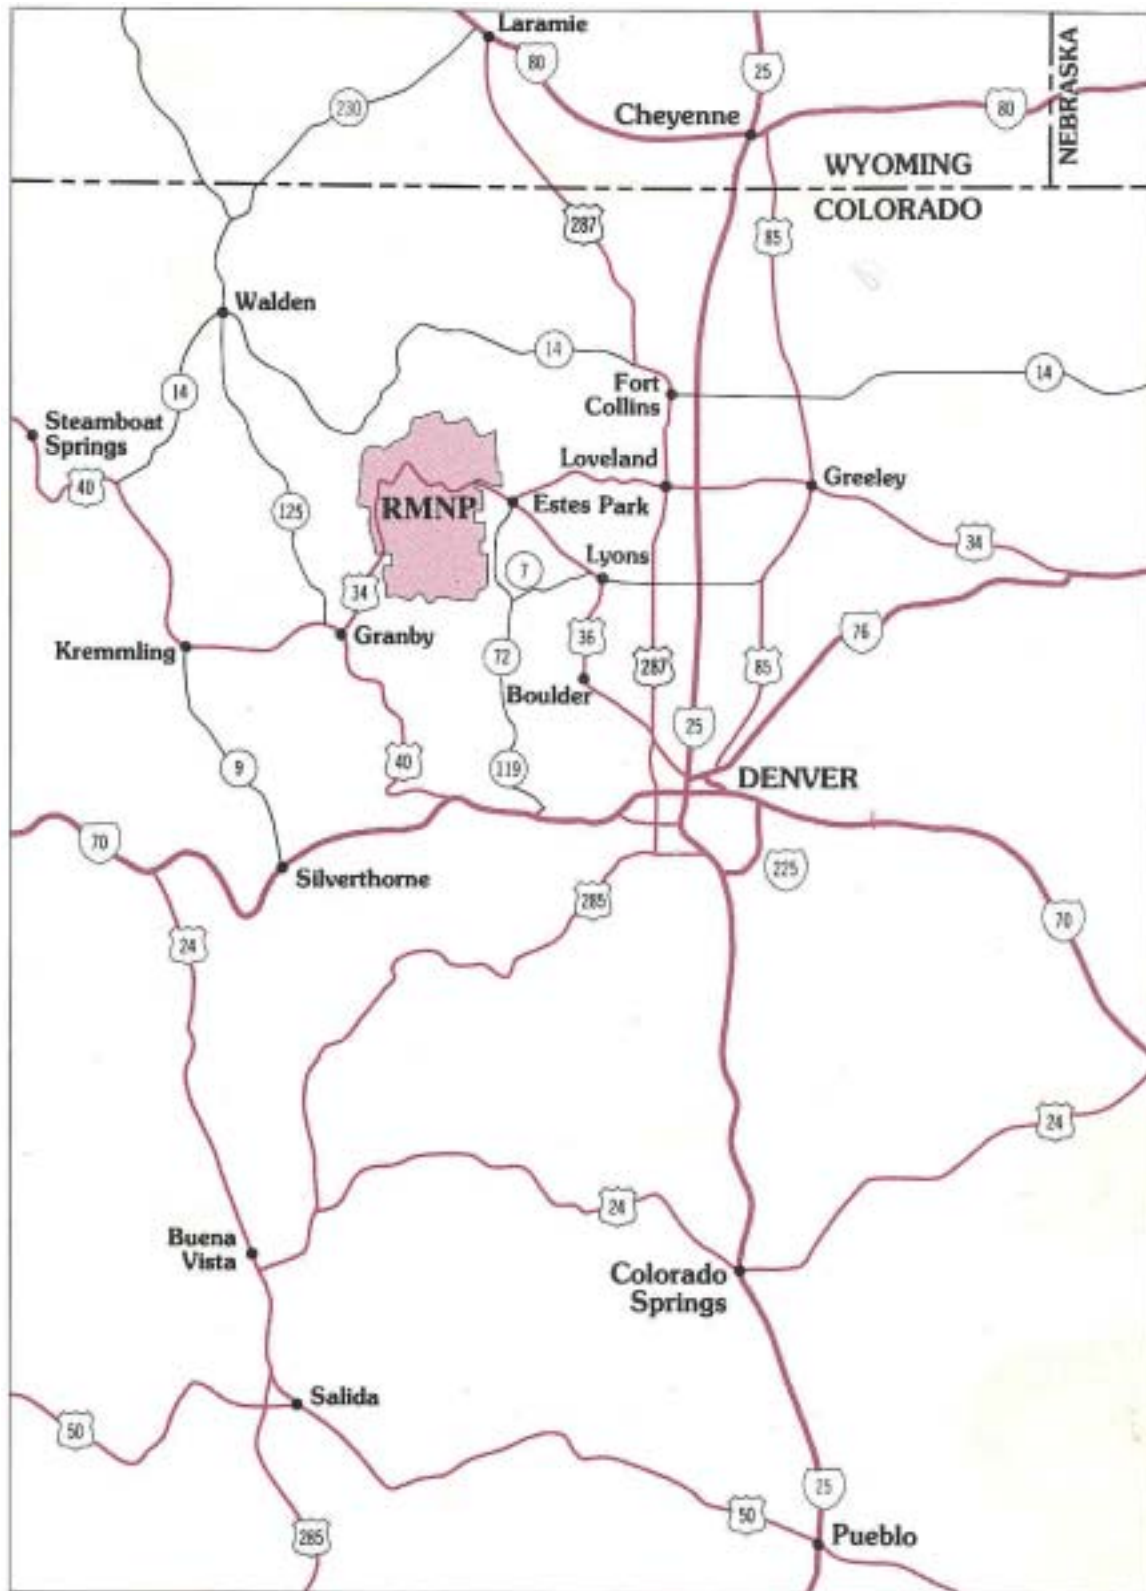 Laramie
80
25
230
Cheyenne
80
NEBRASKA
WYOMING
COLORADO
287
85
Walden
14
14
14
Fort
Collins
Steamboat
Springs
40
Loveland
Greeley
125
RMNP
Estes Park
34
Lyons
7
34
36
76
Kremmling
Granby
72
287
85
Boulder
25
9
40
119
DENVER
70
Silverthorne
225
285
70
24
24
24
Buena
Vista
Colorado
Springs
Salida
50
25
50
285
Pueblo